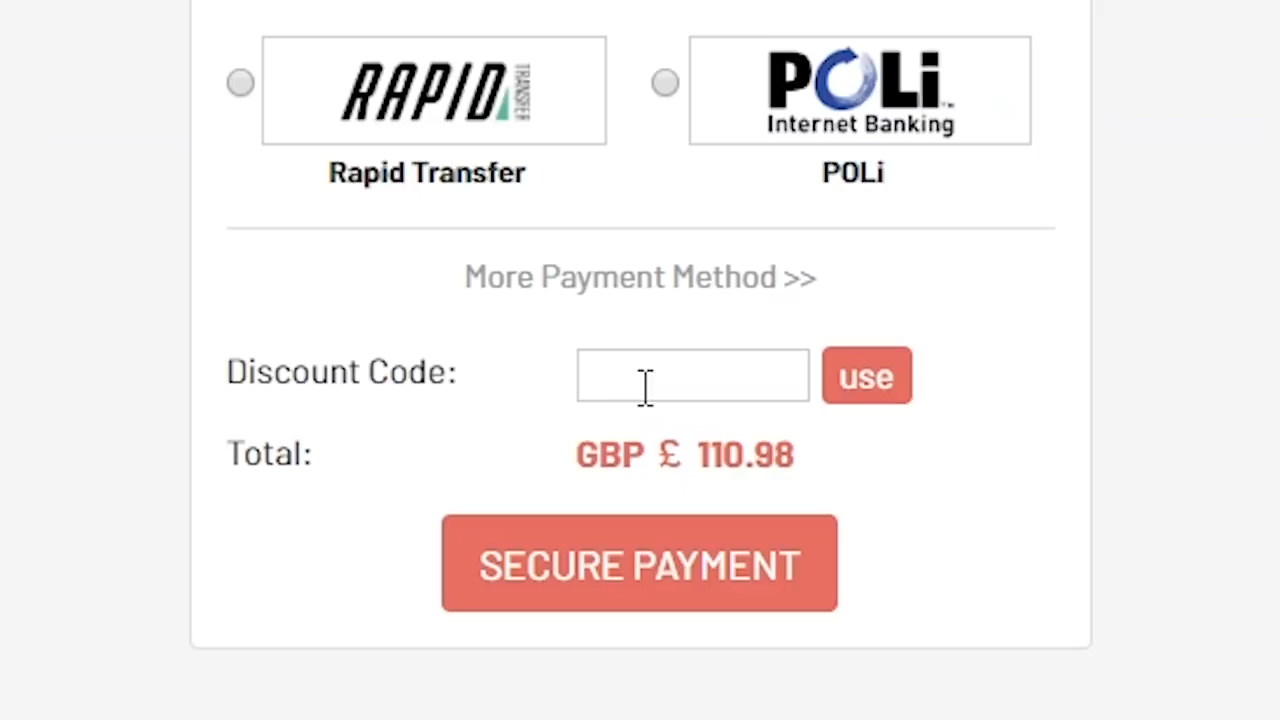 RAPID TRANSFER
POLi™
Internet Banking
Rapid Transfer
POLi
More Payment Method >>
Discount Code:
use
Total:
GBP £ 110.98
SECURE PAYMENT